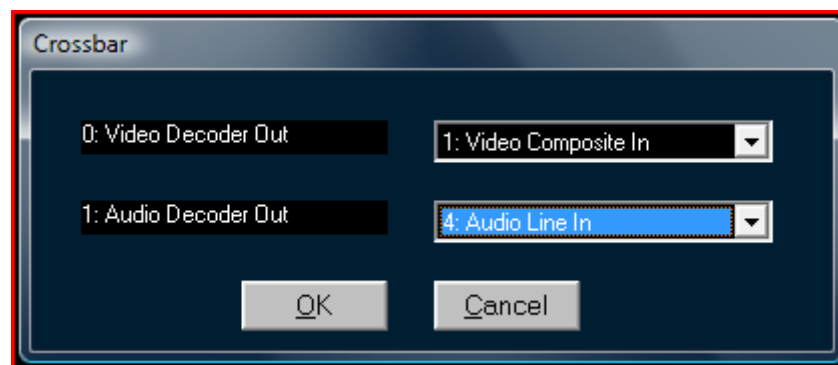 Crossbar
0: Video Decoder Out
1: Video Composite In
1: Audio Decoder Out
4: Audio Line In
OK
Cancel